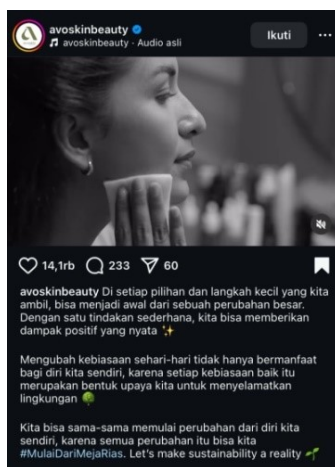 avoskinbeauty
avoskinbeauty · Audio asli
Ikuti
14,1rb 233 60
avoskinbeauty Di setiap pilihan dan langkah kecil yang kita
ambil, bisa menjadi awal dari sebuah perubahan besar.
Dengan satu tindakan sederhana, kita bisa memberikan
dampak positif yang nyata ✨
Mengubah kebiasaan sehari-hari tidak hanya bermanfaat
bagi diri kita sendiri, karena setiap kebiasaan baik itu
merupakan bentuk upaya kita untuk menyelamatkan
lingkungan 🌳
Kita bisa sama-sama memulai perubahan dari diri kita
sendiri, karena semua perubahan itu bisa kita
#MulaiDariMejaRias. Let's make sustainability a reality 🌱